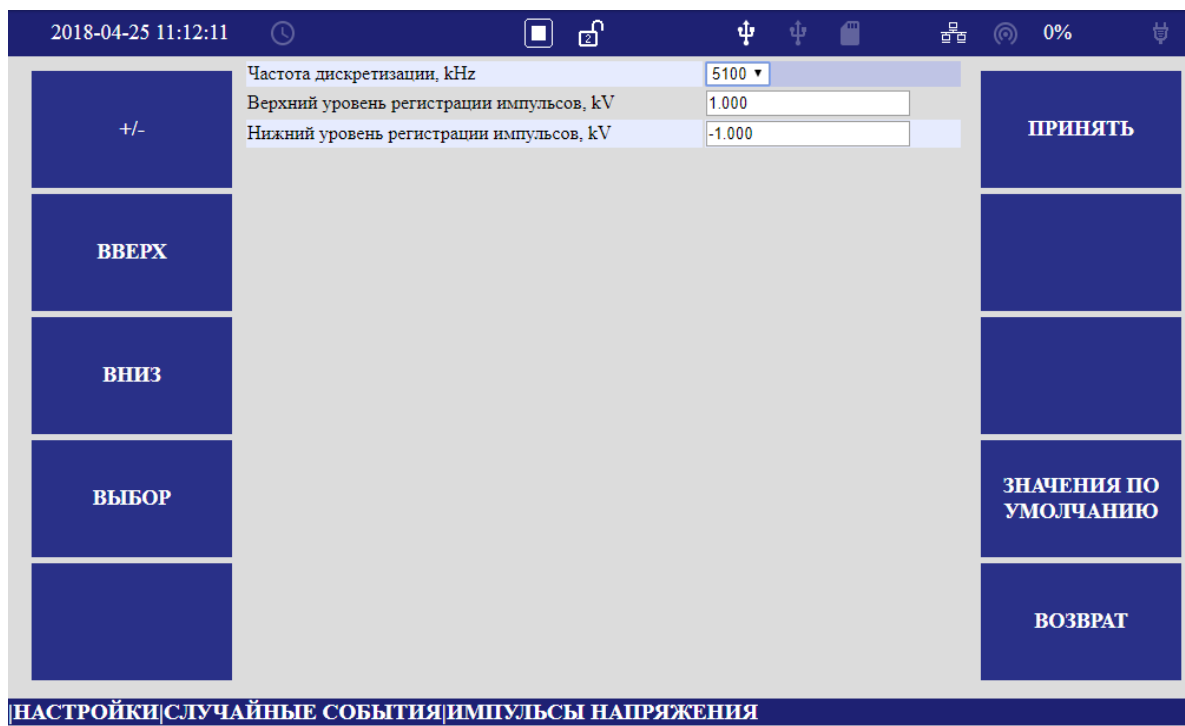 2018-04-25 11:12:11
2
0%
Частота дискретизации, kHz 5100
Верхний уровень регистрации импульсов, kV 1.000
Нижний уровень регистрации импульсов, kV -1.000
+/-
ВВЕРХ
ВНИЗ
ВЫБОР
ПРИНЯТЬ
ЗНАЧЕНИЯ ПО
УМОЛЧАНИЮ
ВОЗВРАТ
|НАСТРОЙКИ|СЛУЧАЙНЫЕ СОБЫТИЯ|ИМПУЛЬСЫ НАПРЯЖЕНИЯ